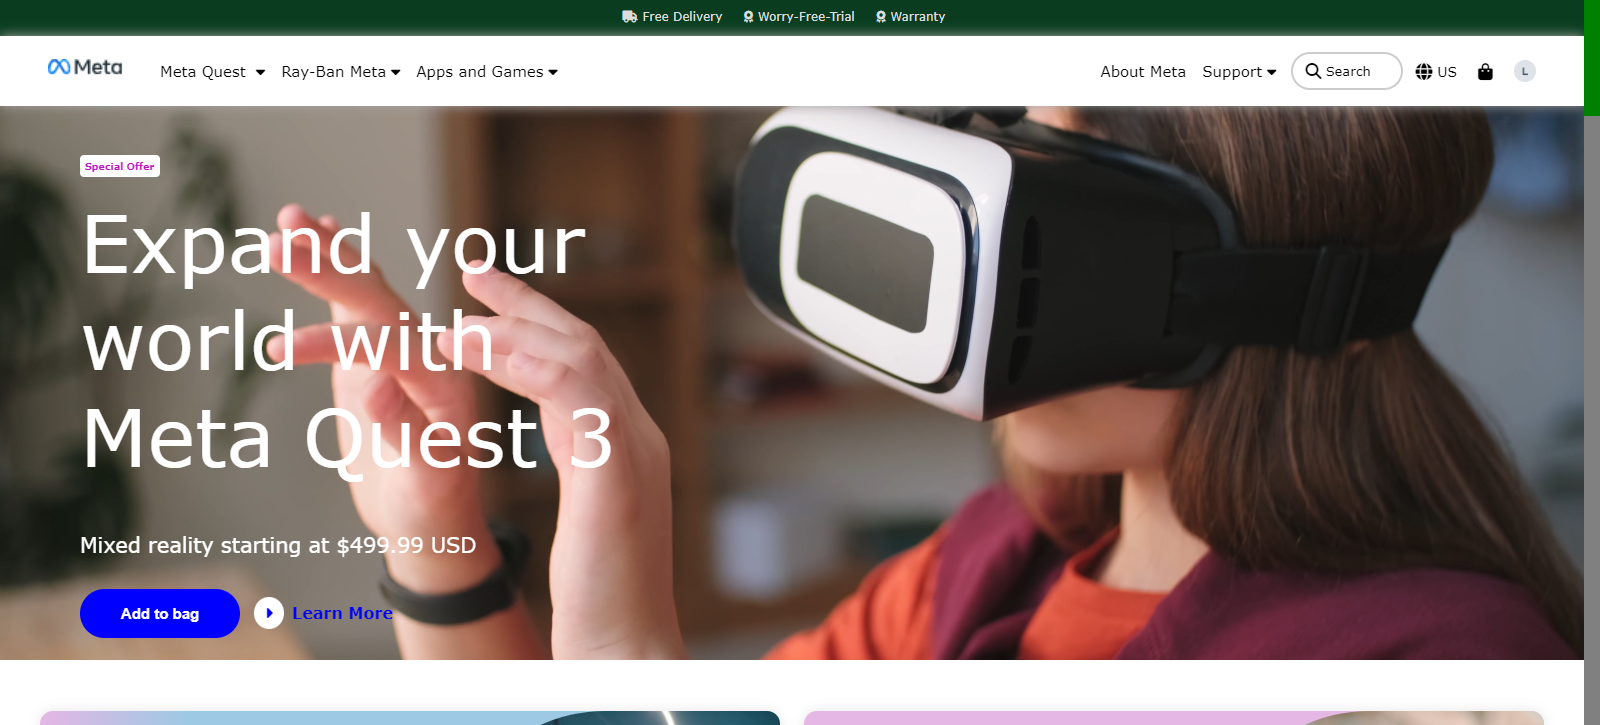 Free Delivery Worry-Free-Trial Warranty
Meta Meta Quest Ray-Ban Meta Apps and Games About Meta Support Search US L
Special Offer
Expand your
world with
Meta Quest 3
Mixed reality starting at $499.99 USD
Add to bag Learn More